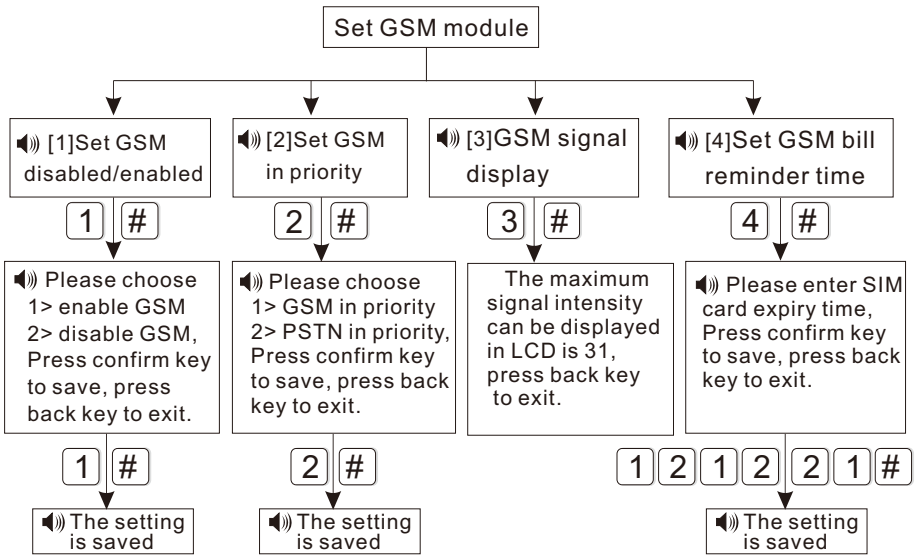 Set GSM module
[1]Set GSM
disabled/enabled
[2]Set GSM
in priority
[3]GSM signal
display
[4]Set GSM bill
reminder time
1 #
2 #
3 #
4 #
Please choose
1> enable GSM
2> disable GSM,
Press confirm key
to save, press
back key to exit.
Please choose
1> GSM in priority
2> PSTN in priority,
Press confirm key
to save, press back
key to exit.
The maximum
signal intensity
can be displayed
in LCD is 31,
press back key
to exit.
Please enter SIM
card expiry time,
Press confirm key
to save, press back
key to exit.
1 #
2 #
1 2 1 2 2 1 #
The setting
is saved
The setting
is saved
The setting
is saved